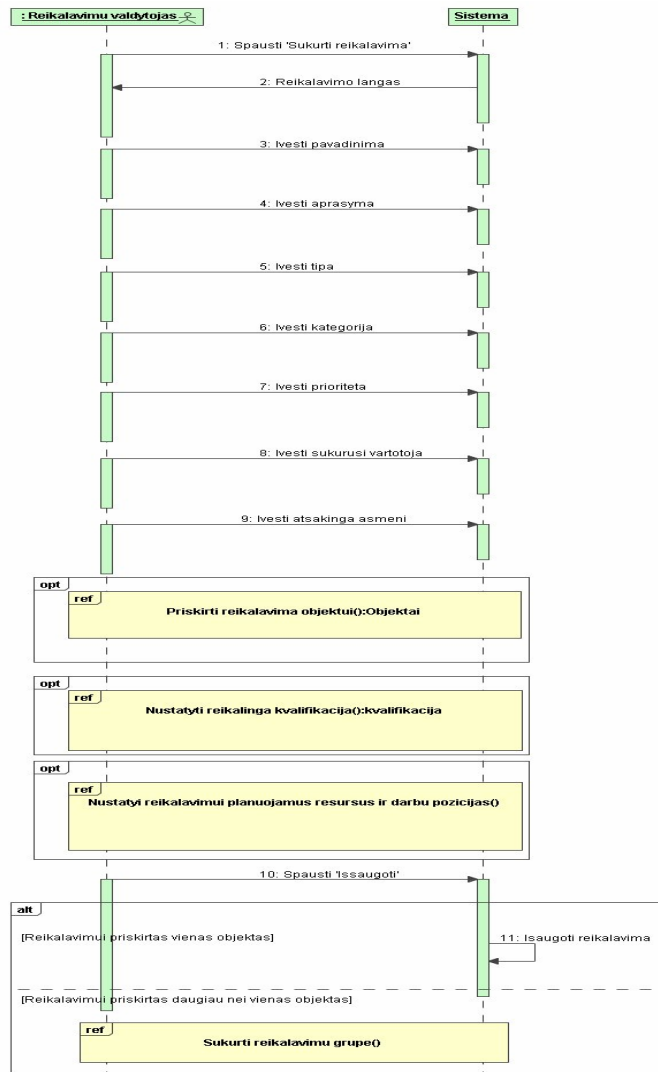 : Reikalavimu valdytojas
Sistema
1: Spausti 'Sukurti reikalavima'
2: Reikalavimo langas
3: Ivesti pavadinima
4: Ivesti aprasyma
5: Ivesti tipa
6: Ivesti kategorija
7: Ivesti prioriteta
8: Ivesti sukurusi vartotoja
9: Ivesti atsakinga asmeni
opt
ref
Priskirti reikalavima objektui():Objektai
opt
ref
Nustatyti reikalinga kvalifikacija():kvalifikacija
opt
ref
Nustatyi reikalavimui planuojamus resursus ir darbu pozicijas()
10: Spausti 'Issaugoti'
alt
[Reikalavimui priskirtas vienas objektas]
11: Isaugoti reikalavima
[Reikalavimui priskirtas daugiau nei vienas objektas]
ref
Sukurti reikalavimu grupe()